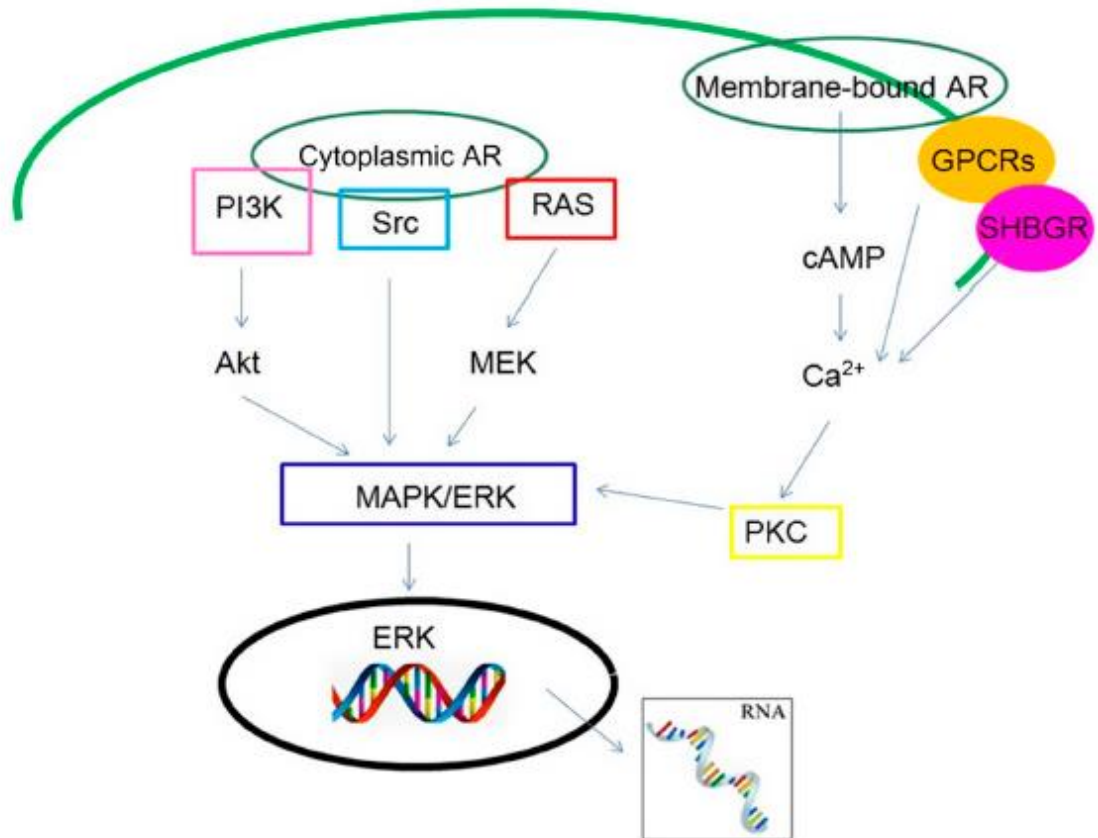 Membrane-bound AR
Cytoplasmic AR
GPCRs
PI3K
Src
RAS
SHBGR
cAMP
Akt
MEK
Ca²⁺
MAPK/ERK
PKC
ERK
RNA